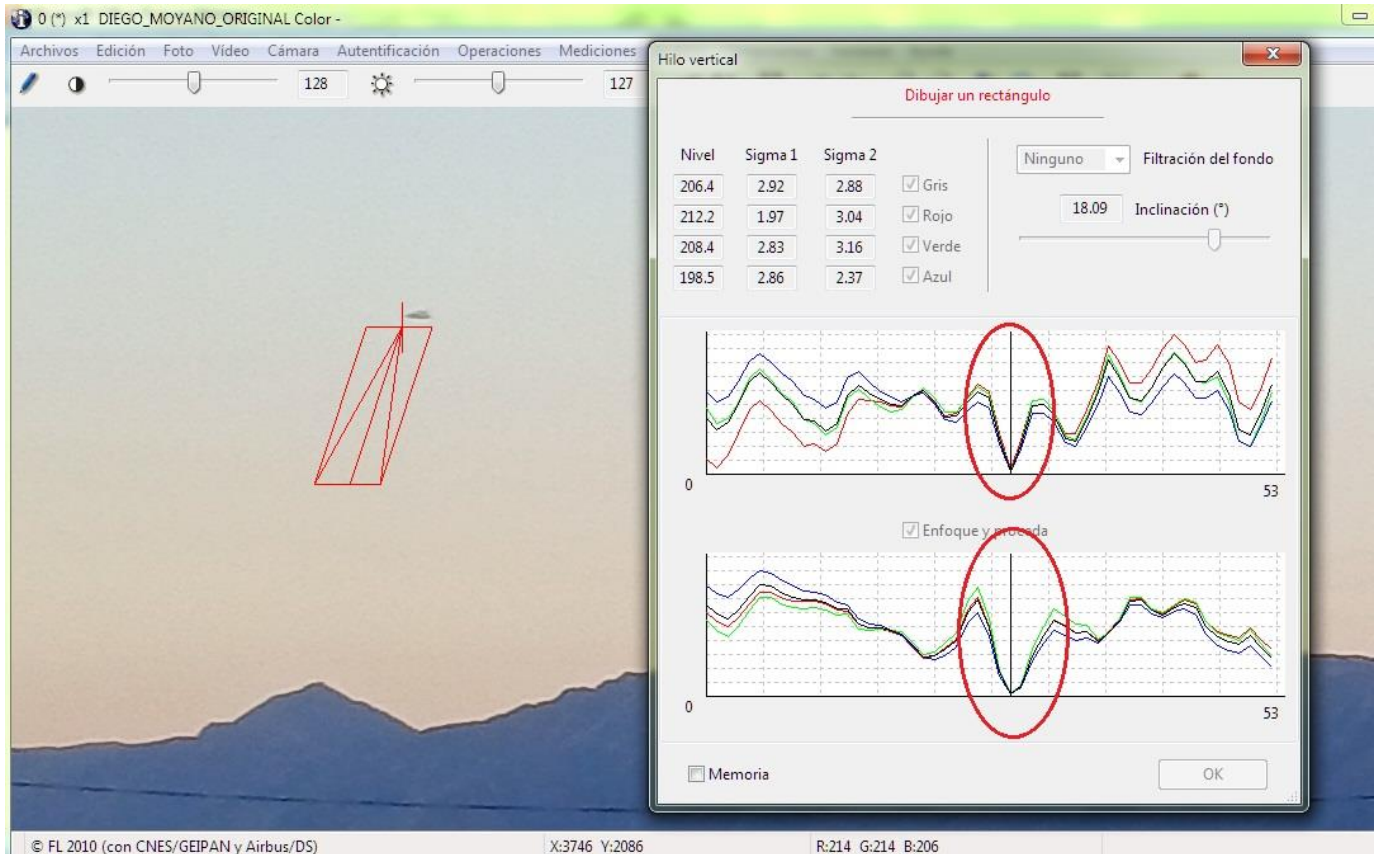 0 (*) x1 DIEGO_MOYANO_ORIGINAL Color -
Archivos Edición Foto Vídeo Cámara Autentificación Operaciones Mediciones
128 127
Hilo vertical
Dibujar un rectángulo
Nivel Sigma 1 Sigma 2
206.4 2.92 2.88 Gris
212.2 1.97 3.04 Rojo
208.4 2.83 3.16 Verde
198.5 2.86 2.37 Azul
Ninguno Filtración del fondo
18.09 Inclinación (°)
0 53
Enfoque y proceda
0 53
Memoria
OK
© FL 2010 (con CNES/GEIPAN y Airbus/DS) X:3746 Y:2086 R:214 G:214 B:206